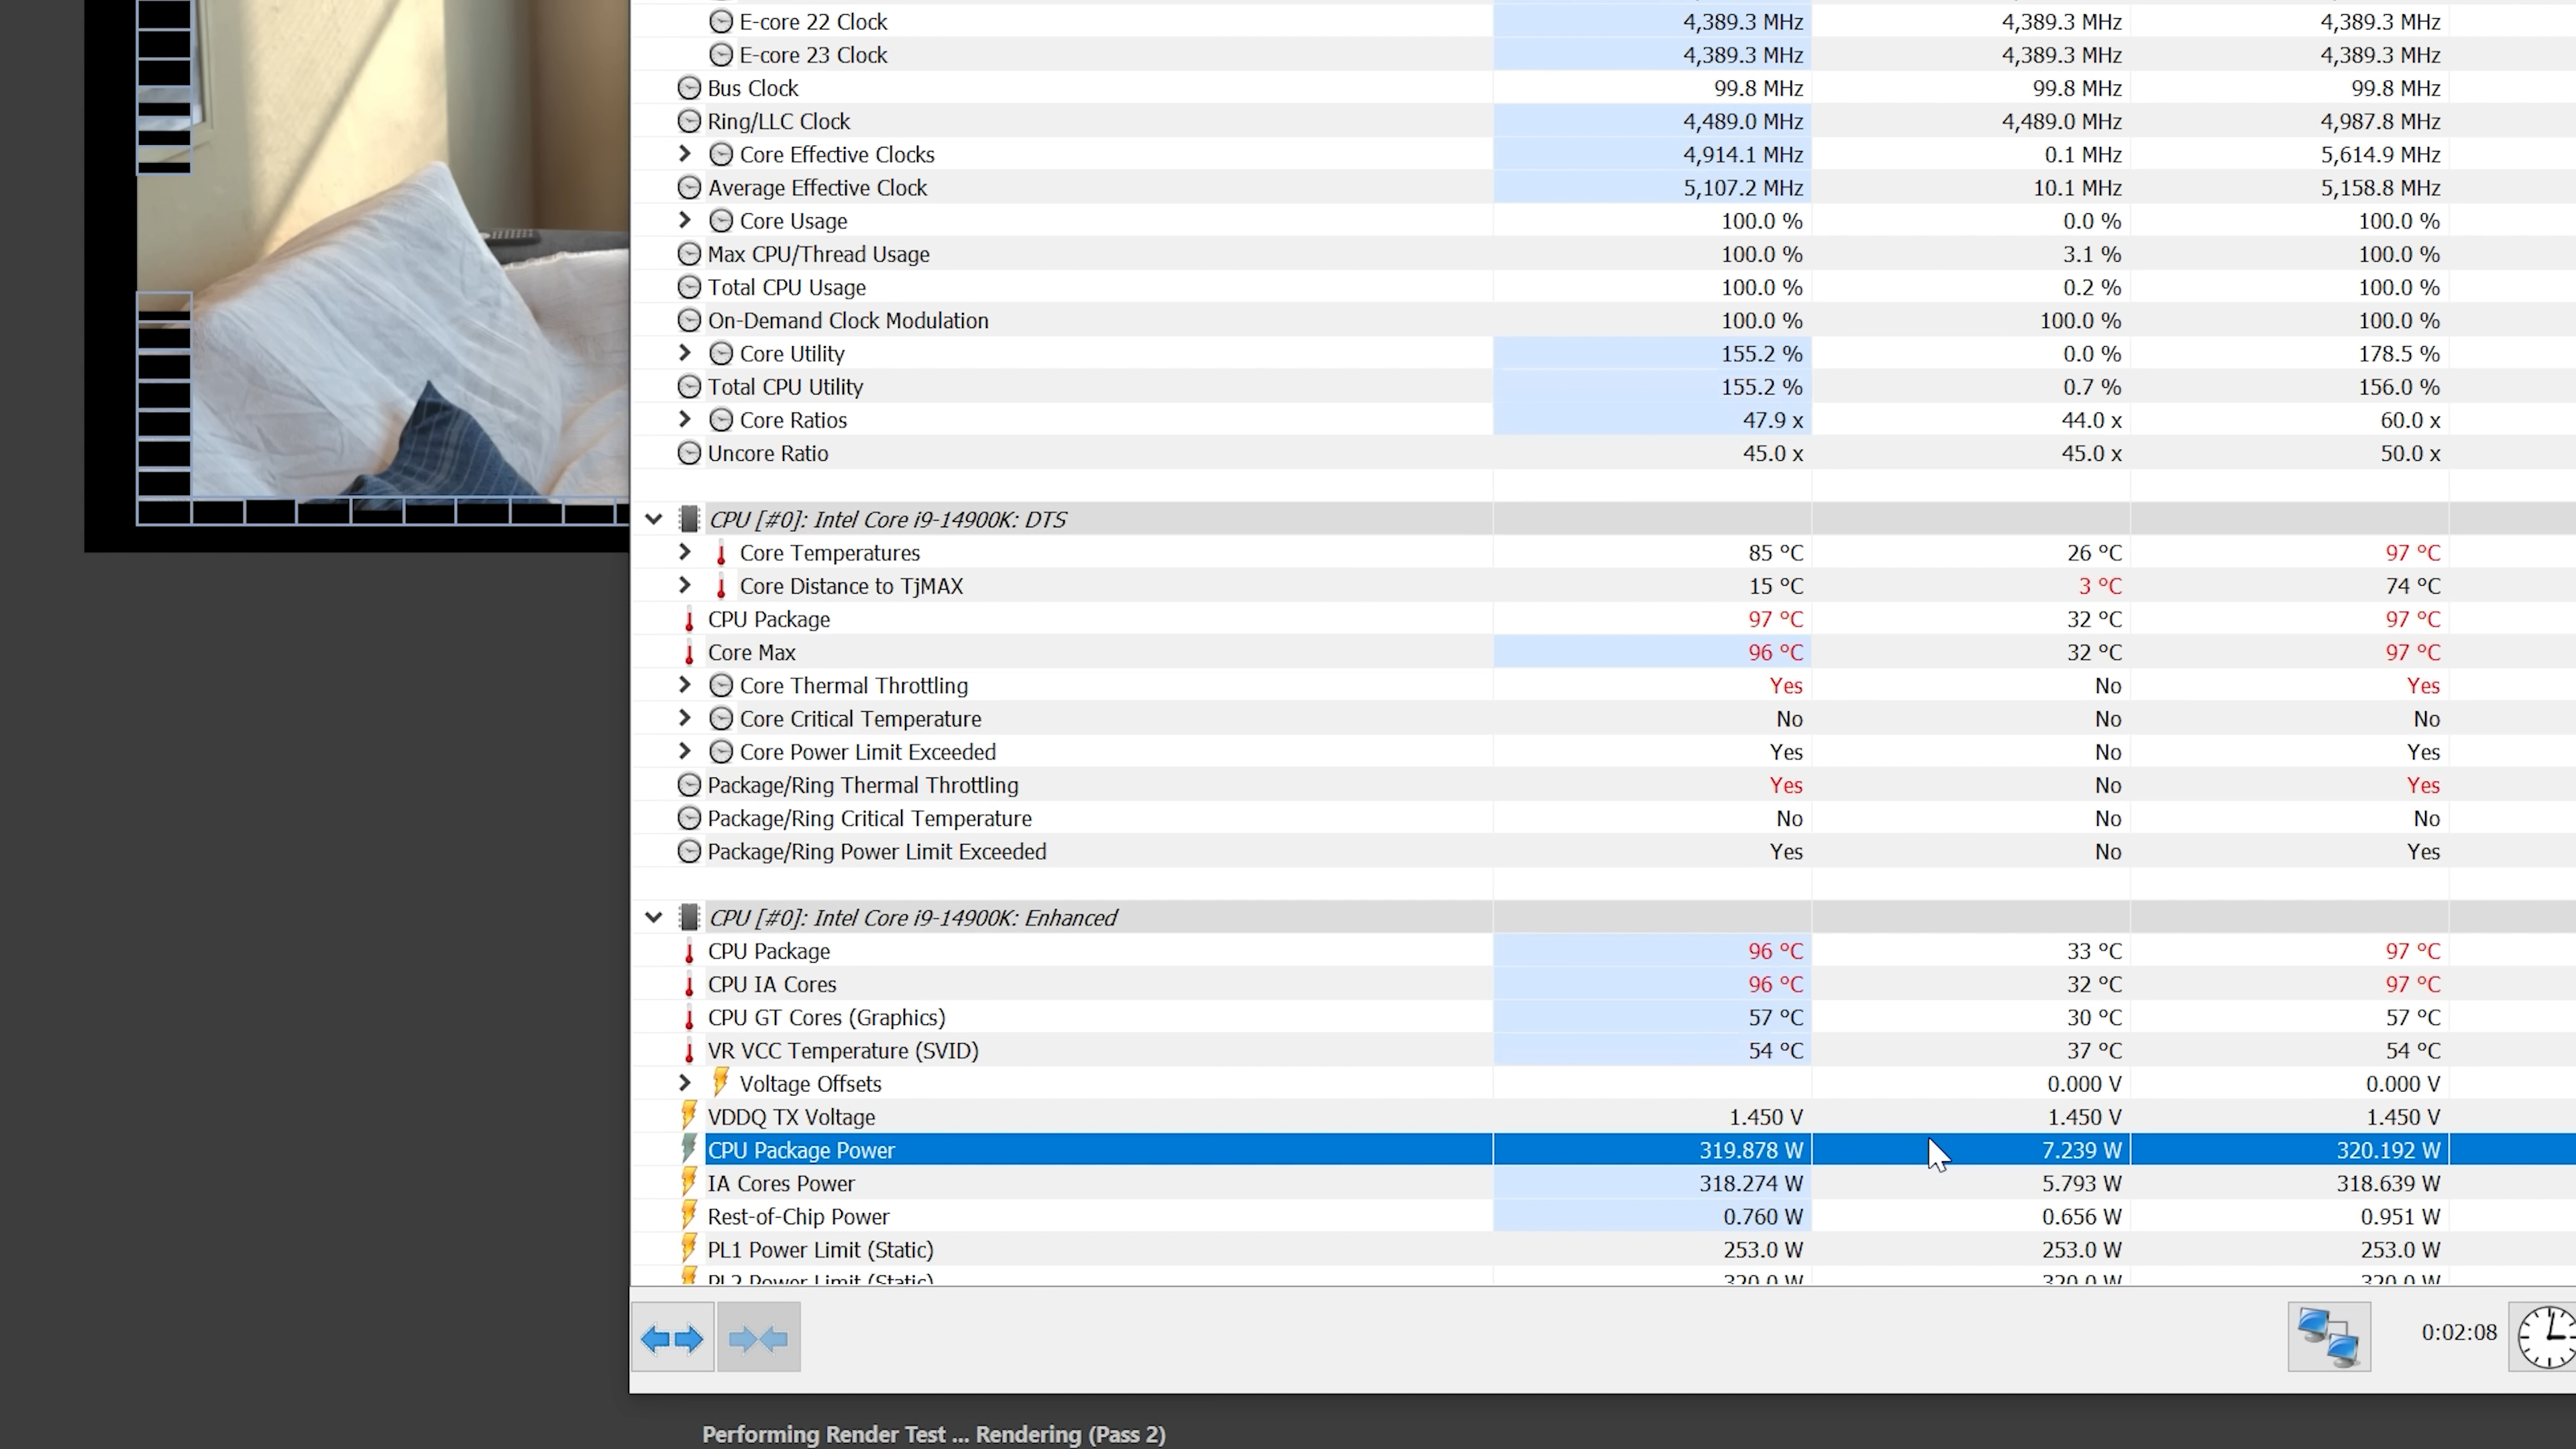 E-core 22 Clock 4,389.3 MHz 4,389.3 MHz 4,389.3 MHz
E-core 23 Clock 4,389.3 MHz 4,389.3 MHz 4,389.3 MHz
Bus Clock 99.8 MHz 99.8 MHz 99.8 MHz
Ring/LLC Clock 4,489.0 MHz 4,489.0 MHz 4,987.8 MHz
Core Effective Clocks 4,914.1 MHz 0.1 MHz 5,614.9 MHz
Average Effective Clock 5,107.2 MHz 10.1 MHz 5,158.8 MHz
Core Usage 100.0 % 0.0 % 100.0 %
Max CPU/Thread Usage 100.0 % 3.1 % 100.0 %
Total CPU Usage 100.0 % 0.2 % 100.0 %
On-Demand Clock Modulation 100.0 % 100.0 % 100.0 %
Core Utility 155.2 % 0.0 % 178.5 %
Total CPU Utility 155.2 % 0.7 % 156.0 %
Core Ratios 47.9 x 44.0 x 60.0 x
Uncore Ratio 45.0 x 45.0 x 50.0 x
CPU [#0]: Intel Core i9-14900K: DTS
Core Temperatures 85 °C 26 °C 97 °C
Core Distance to TjMAX 15 °C 3 °C 74 °C
CPU Package 97 °C 32 °C 97 °C
Core Max 96 °C 32 °C 97 °C
Core Thermal Throttling Yes No Yes
Core Critical Temperature No No No
Core Power Limit Exceeded Yes No Yes
Package/Ring Thermal Throttling Yes No Yes
Package/Ring Critical Temperature No No No
Package/Ring Power Limit Exceeded Yes No Yes
CPU [#0]: Intel Core i9-14900K: Enhanced
CPU Package 96 °C 33 °C 97 °C
CPU IA Cores 96 °C 32 °C 97 °C
CPU GT Cores (Graphics) 57 °C 30 °C 57 °C
VR VCC Temperature (SVID) 54 °C 37 °C 54 °C
Voltage Offsets 0.000 V 0.000 V
VDDQ TX Voltage 1.450 V 1.450 V 1.450 V
CPU Package Power 319.878 W 7.239 W 320.192 W
IA Cores Power 318.274 W 5.793 W 318.639 W
Rest-of-Chip Power 0.760 W 0.656 W 0.951 W
PL1 Power Limit (Static) 253.0 W 253.0 W 253.0 W
PL2 Power Limit (Static) 320.0 W 320.0 W 320.0 W
0:02:08
Performing Render Test ... Rendering (Pass 2)